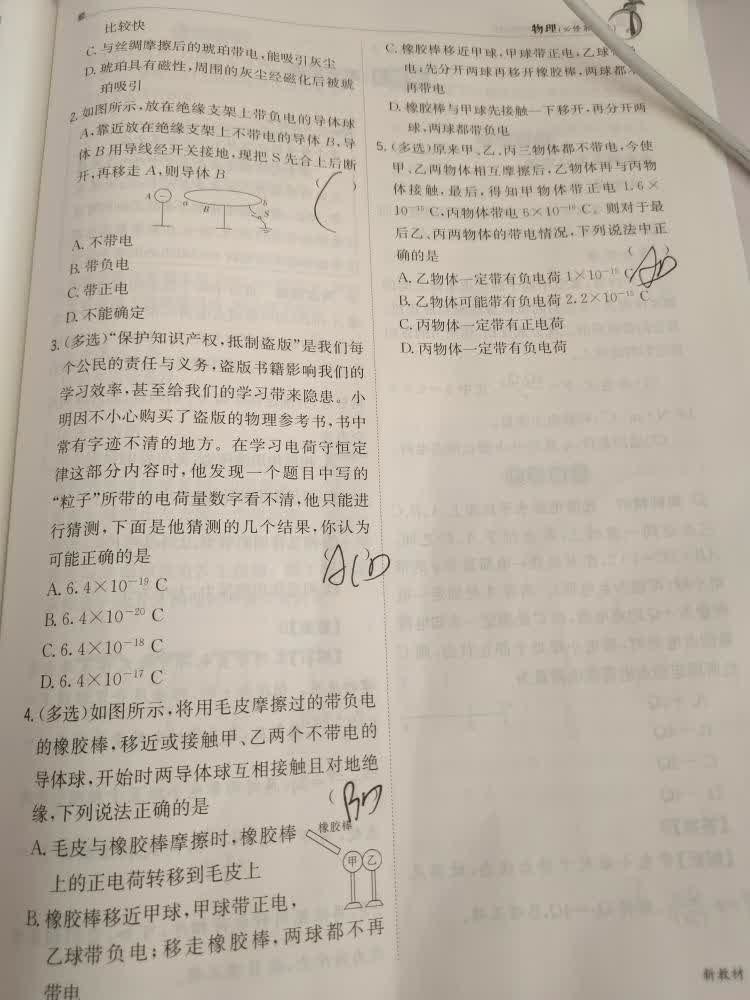 比较快
C. 与丝绸摩擦后的琥珀带电,能吸引灰尘
D. 琥珀具有磁性,周围的灰尘经磁化后被琥
珀吸引
2. 如图所示,放在绝缘支架上带负电的导体球
A,靠近放在绝缘支架上不带电的导体 B,导
体 B 用导线经开关接地,现把 S 先合上后断
开,再移走 A,则导体 B ( )
A a B b S
A. 不带电
B. 带负电
C. 带正电
D. 不能确定
3. (多选)“保护知识产权,抵制盗版”是我们每
个公民的责任与义务,盗版书籍影响我们的
学习效率,甚至给我们的学习带来隐患。小
明因不小心购买了盗版的物理参考书,书中
常有字迹不清的地方。在学习电荷守恒定
律这部分内容时,他发现一个题目中写的
“粒子”所带的电荷量数字看不清,他只能进
行猜测,下面是他猜测的几个结果,你认为
可能正确的是 (ACD
A. 6.4×10⁻¹⁹ C
B. 6.4×10⁻²⁰ C
C. 6.4×10⁻¹⁸ C
D. 6.4×10⁻¹⁷ C
4. (多选)如图所示,将用毛皮摩擦过的带负电
的橡胶棒,移近或接触甲、乙两个不带电的
导体球,开始时两导体球互相接触且对地绝
缘,下列说法正确的是 (
A. 毛皮与橡胶棒摩擦时,橡胶棒
上的正电荷转移到毛皮上
橡胶棒
甲 乙
B. 橡胶棒移近甲球,甲球带正电,
乙球带负电;移走橡胶棒,两球都不再
带电
物理(必修
C. 橡胶棒移近甲球,甲球带正电,乙球
电;先分开两球再移开橡胶棒,两球都
再带电
D. 橡胶棒与甲球先接触一下移开,再分开两
球,两球都带负电
5. (多选)原来甲、乙、丙三物体都不带电,今使
甲、乙两物体相互摩擦后,乙物体再与丙物
体接触,最后,得知甲物体带正电 1.6×
10⁻¹⁵ C,丙物体带电 8×10⁻¹⁶ C。则对于最
后乙、丙两物体的带电情况,下列说法中正
确的是 ( AD )
A. 乙物体一定带有负电荷
B. 乙物体可能带有负电荷 2.2×10⁻¹⁵ C
C. 丙物体一定带有正电荷
D. 丙物体一定带有负电荷
新教材